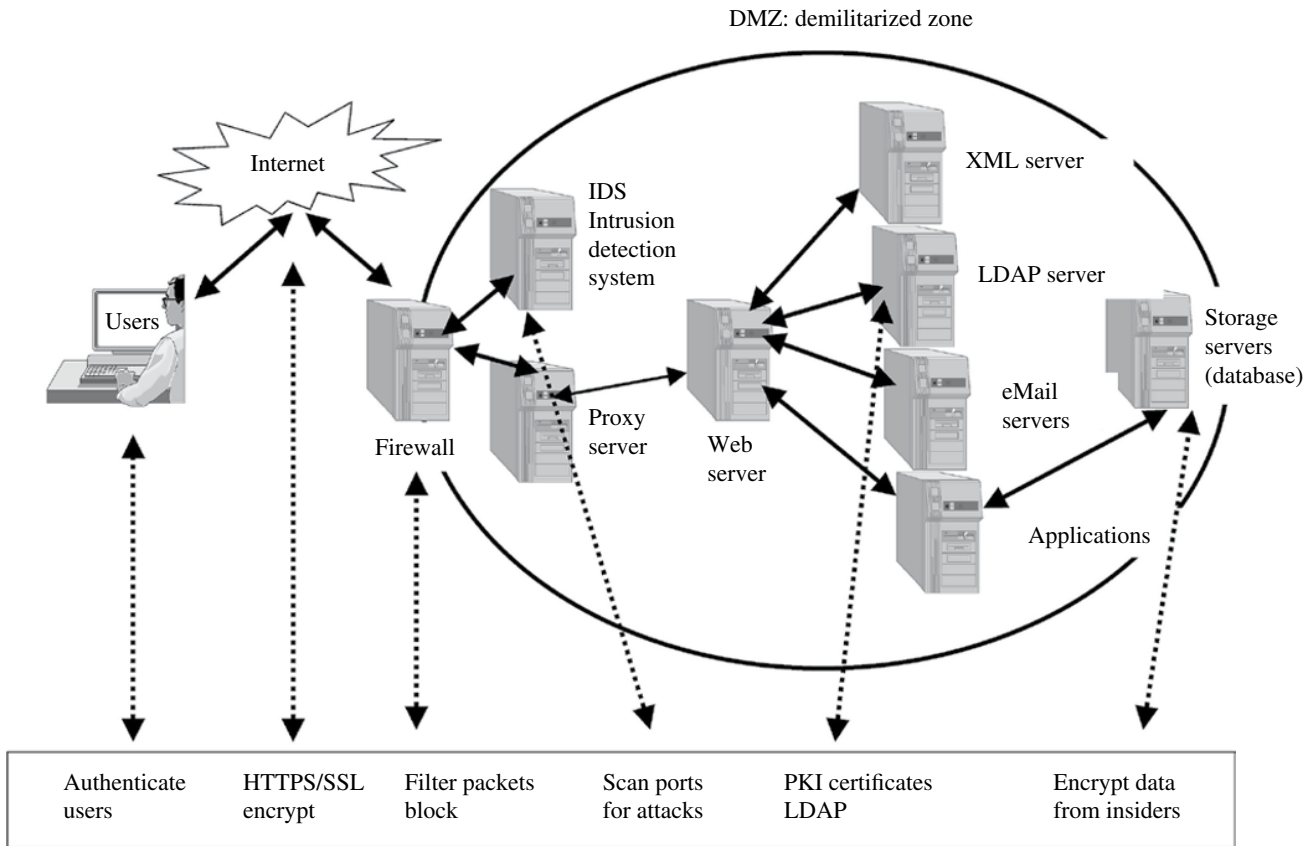 DMZ: demilitarized zone
Internet
Users
Firewall
IDS
Intrusion
detection
system
Proxy
server
Web
server
XML server
LDAP server
eMail
servers
Applications
Storage
servers
(database)
Authenticate
users
HTTPS/SSL
encrypt
Filter packets
block
Scan ports
for attacks
PKI certificates
LDAP
Encrypt data
from insiders